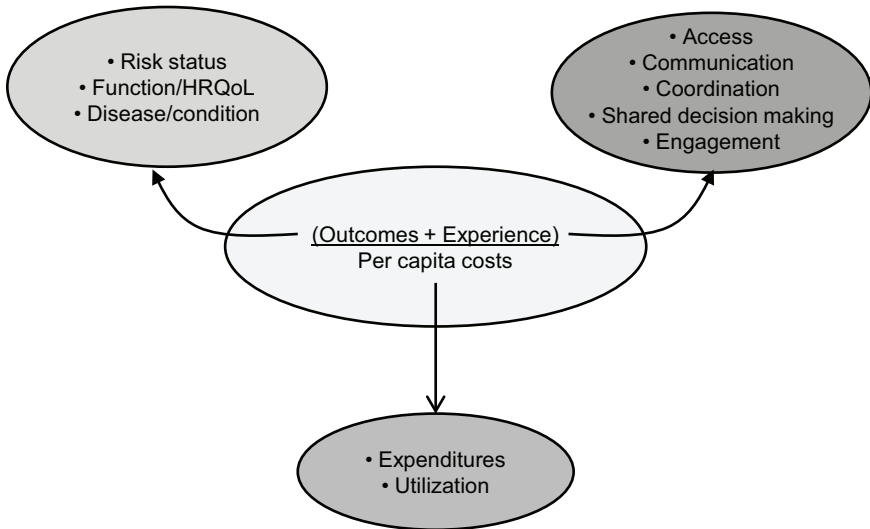 • Risk status
• Function/HRQoL
• Disease/condition
• Access
• Communication
• Coordination
• Shared decision making
• Engagement
(Outcomes + Experience)
Per capita costs
• Expenditures
• Utilization